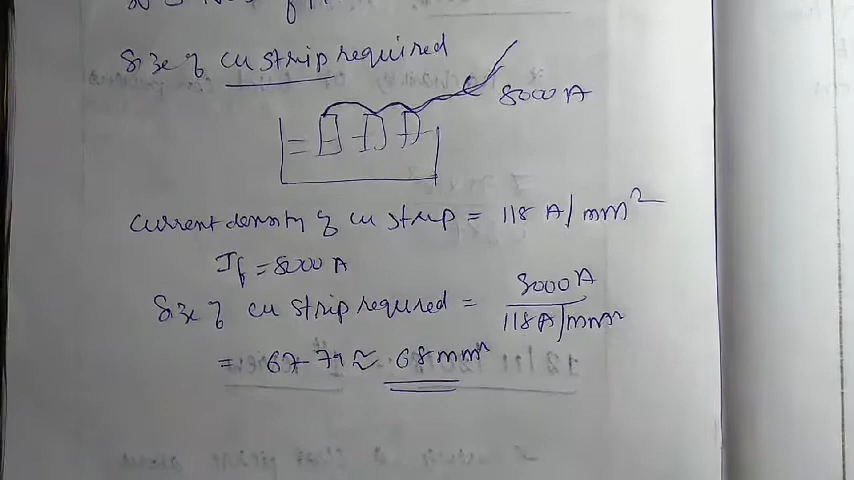 Size of cu strip required
8000 A
current density of cu strip = 118 A/mm²
If = 8000 A
Size of cu strip required = 8000 A
118 A/mm²
= 67.79 ≈ 68 mm²